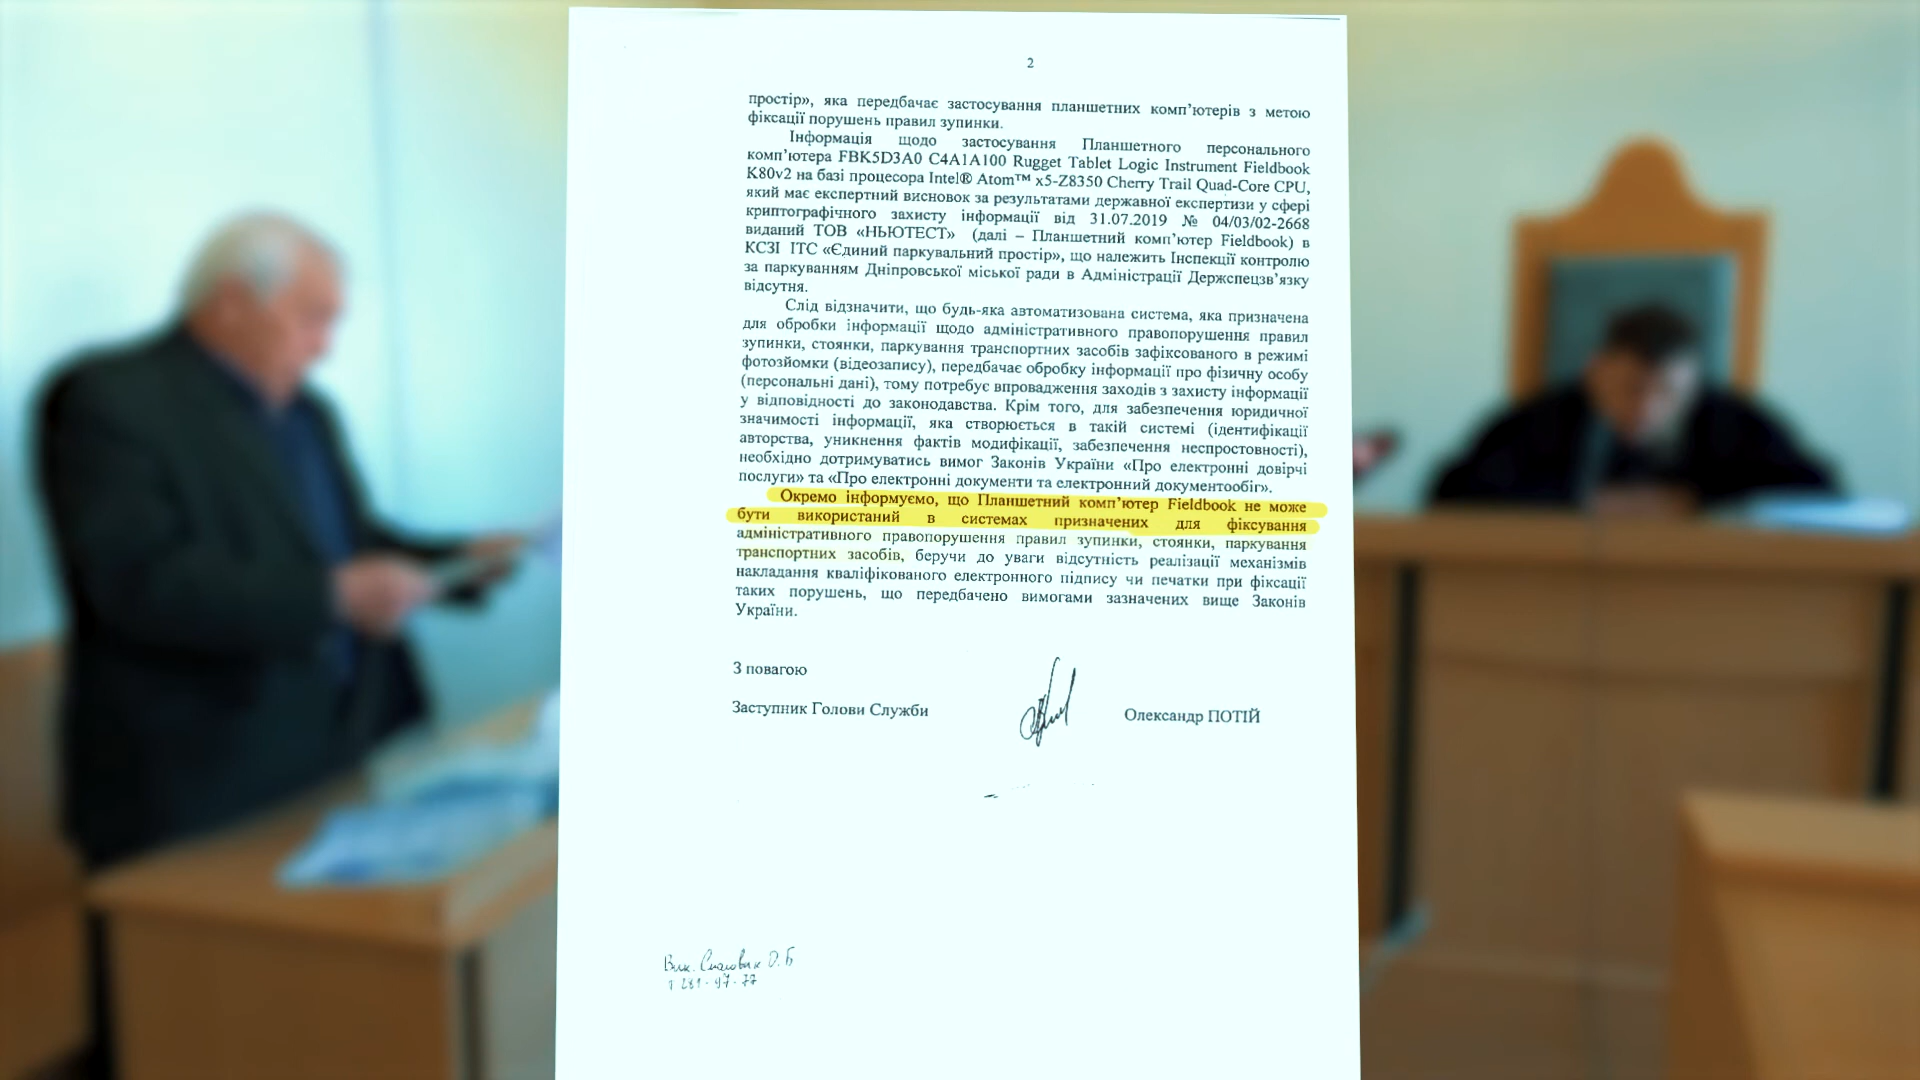 2
простір», яка передбачає застосування планшетних комп’ютерів з метою
фіксації порушень правил зупинки.
Інформація щодо застосування Планшетного персонального
комп’ютера FBK5D3A0 C4A1A100 Rugget Tablet Logic Instrument Fieldbook
K80v2 на базі процесора Intel® Atom™ x5-Z8350 Cherry Trail Quad-Core CPU,
який має експертний висновок за результатами державної експертизи у сфері
криптографічного захисту інформації від 31.07.2019 № 04/03/02-2668
виданий ТОВ «НЬЮТЕСТ» (далі – Планшетний комп’ютер Fieldbook) в
КСЗІ ІТС «Єдиний паркувальний простір», що належить Інспекції контролю
за паркуванням Дніпровської міської ради в Адміністрації Держспецзв’язку
відсутня.
Слід відзначити, що будь-яка автоматизована система, яка призначена
для обробки інформації щодо адміністративного правопорушення правил
зупинки, стоянки, паркування транспортних засобів зафіксованого в режимі
фотозйомки (відеозапису), передбачає обробку інформації про фізичну особу
(персональні дані), тому потребує впровадження заходів з захисту інформації
у відповідності до законодавства. Крім того, для забезпечення юридичної
значимості інформації, яка створюється в такій системі (ідентифікації
авторства, уникнення фактів модифікації, забезпечення неспростовності),
необхідно дотримуватись вимог Законів України «Про електронні довірчі
послуги» та «Про електронні документи та електронний документообіг».
Окремо інформуємо, що Планшетний комп’ютер Fieldbook не може
бути використаний в системах призначених для фіксування
адміністративного правопорушення правил зупинки, стоянки, паркування
транспортних засобів, беручи до уваги відсутність реалізації механізмів
накладання кваліфікованого електронного підпису чи печатки при фіксації
таких порушень, що передбачено вимогами зазначених вище Законів
України.
З повагою
Заступник Голови Служби Олександр ПОТІЙ
Вик. О.Б
281-97-77